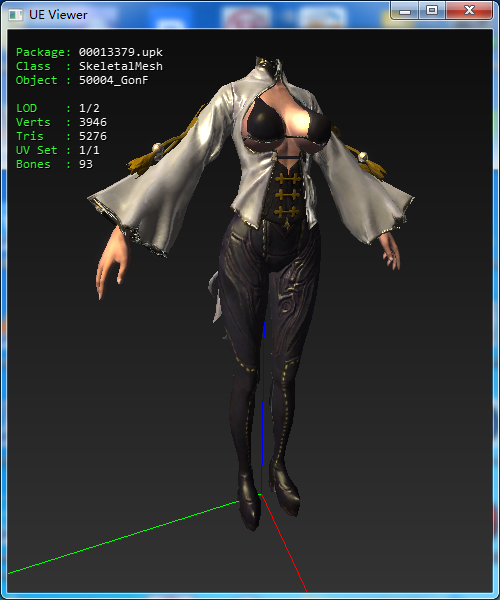 UE Viewer
Package: 00013379.upk
Class : SkeletalMesh
Object : 50004_GonF
LOD : 1/2
Verts : 3946
Tris : 5276
UV Set : 1/1
Bones : 93